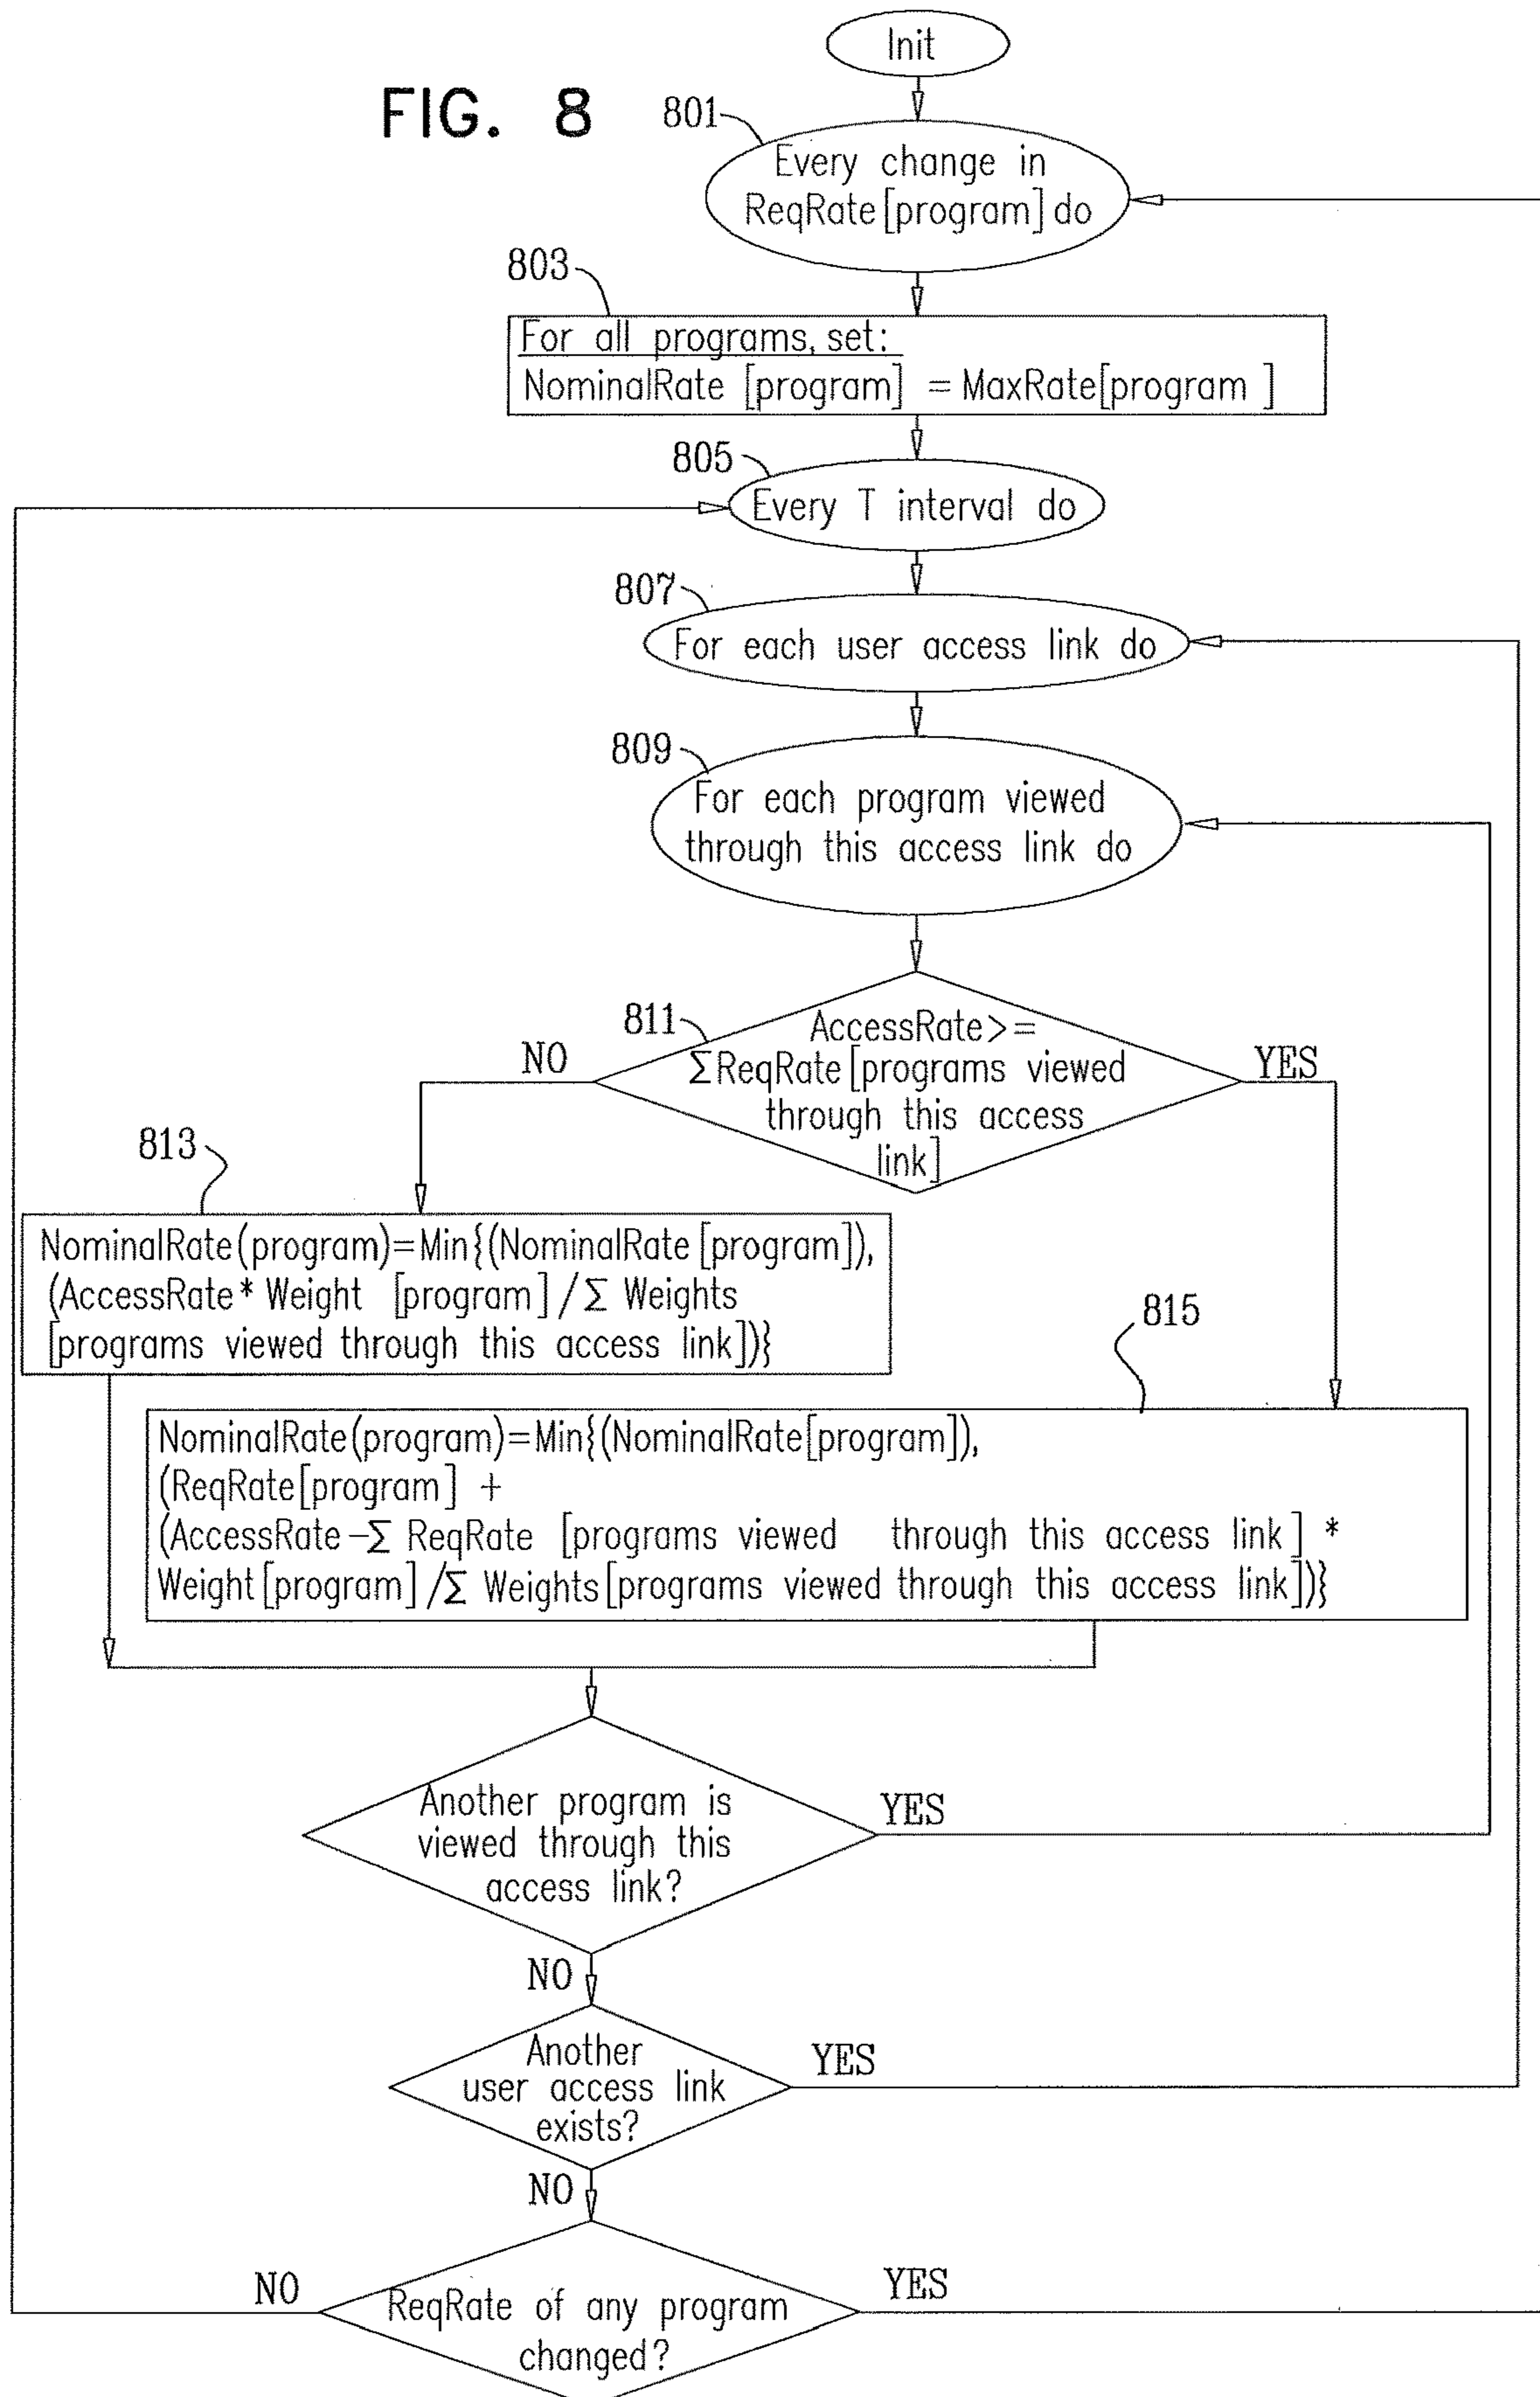 Init
FIG. 8
801
Every change in
ReqRate[program] do
803
For all programs, set:
NominalRate [program] = MaxRate[program ]
805
Every T interval do
807
For each user access link do
809
For each program viewed
through this access link do
811
AccessRate>=
ΣReqRate[programs viewed
through this access
link]
NO
YES
813
NominalRate(program)=Min{(NominalRate[program]),
(AccessRate* Weight [program]/Σ Weights
[programs viewed through this access link])}
815
NominalRate(program)=Min{(NominalRate[program]),
(ReqRate[program] +
(AccessRate-Σ ReqRate [programs viewed through this access link] *
Weight[program]/Σ Weights[programs viewed through this access link])}
Another program is
viewed through this
access link?
YES
NO
Another
user access link
exists?
YES
NO
ReqRate of any program
changed?
NO
YES